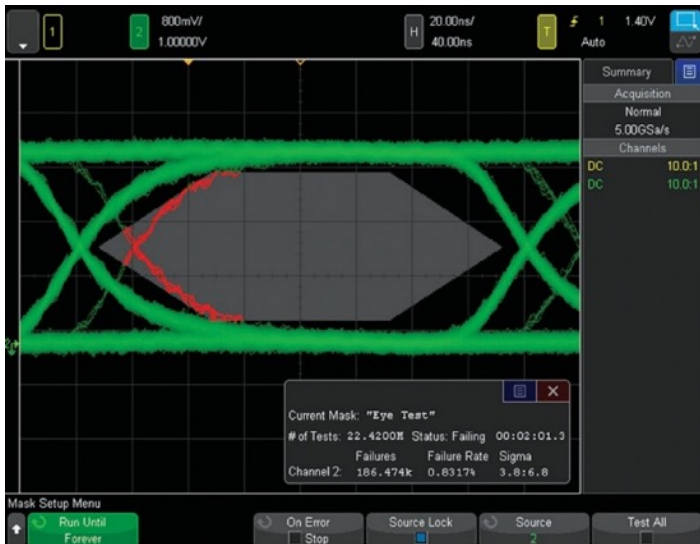 1
2
800mV/
1.00000V
H
20.00ns/
40.00ns
T
1
1.40V
Auto
Summary
Acquisition
Normal
5.00GSa/s
Channels
DC 10.0:1
DC 10.0:1
Current Mask: "Eye Test"
# of Tests: 22.4200M Status: Failing 00:02:01.3
Failures Failure Rate Sigma
Channel 2: 186.474k 0.8317% 3.8:6.8
Mask Setup Menu
Run Until
Forever
On Error
Stop
Source Lock
Source
2
Test All